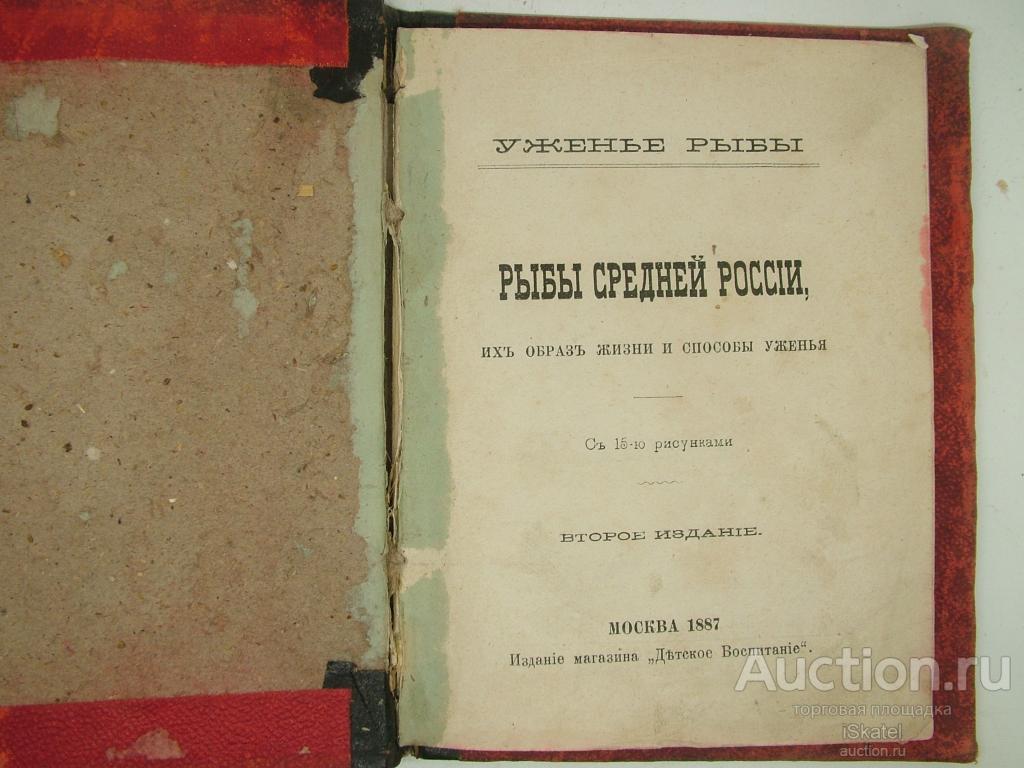 УЖЕНЬЕ РЫБЫ
РЫБЫ СРЕДНЕЙ РОССІИ,
ИХЪ ОБРАЗЪ ЖИЗНИ И СПОСОБЫ УЖЕНЬЯ
Съ 15-ю рисунками
ВТОРОЕ ИЗДАНІЕ.
МОСКВА 1887
Изданіе магазина „Дѣтское Воспитаніе“.
Auction.ru
торговая площадка
iSkatel
auction.ru